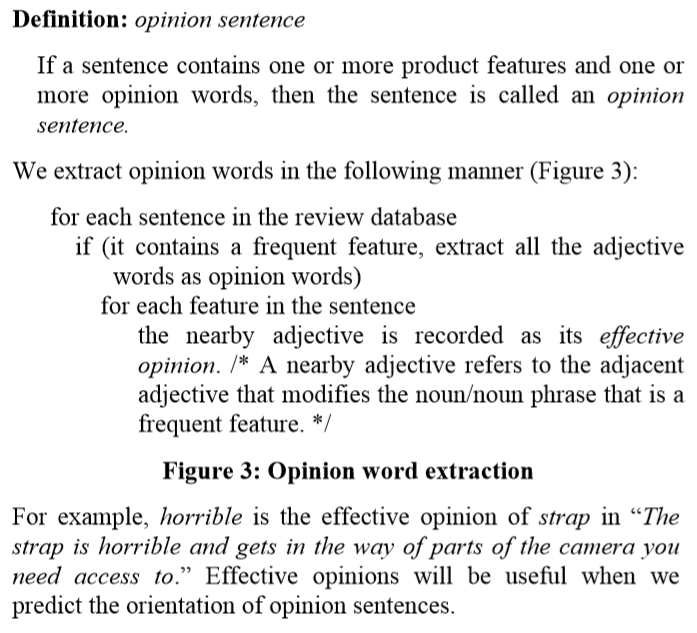 Definition: opinion sentence
If a sentence contains one or more product features and one or
more opinion words, then the sentence is called an opinion
sentence.
We extract opinion words in the following manner (Figure 3):
for each sentence in the review database
if (it contains a frequent feature, extract all the adjective
words as opinion words)
for each feature in the sentence
the nearby adjective is recorded as its effective
opinion. /* A nearby adjective refers to the adjacent
adjective that modifies the noun/noun phrase that is a
frequent feature. */
Figure 3: Opinion word extraction
For example, horrible is the effective opinion of strap in “The
strap is horrible and gets in the way of parts of the camera you
need access to.” Effective opinions will be useful when we
predict the orientation of opinion sentences.